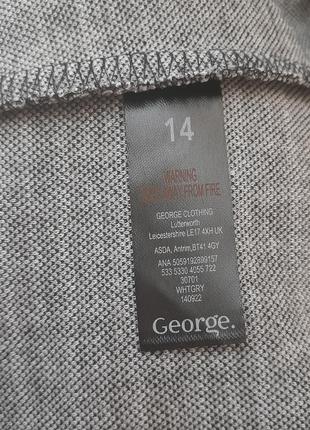 14
WARNING
KEEP AWAY FROM FIRE
GEORGE CLOTHING
Lutterworth
Leicestershire LE17 4XH UK
ASDA, Antrim,BT41 4GY
ANA 5059192899157
533 5330 4055 722
30701
WHTGRY
140922
George.